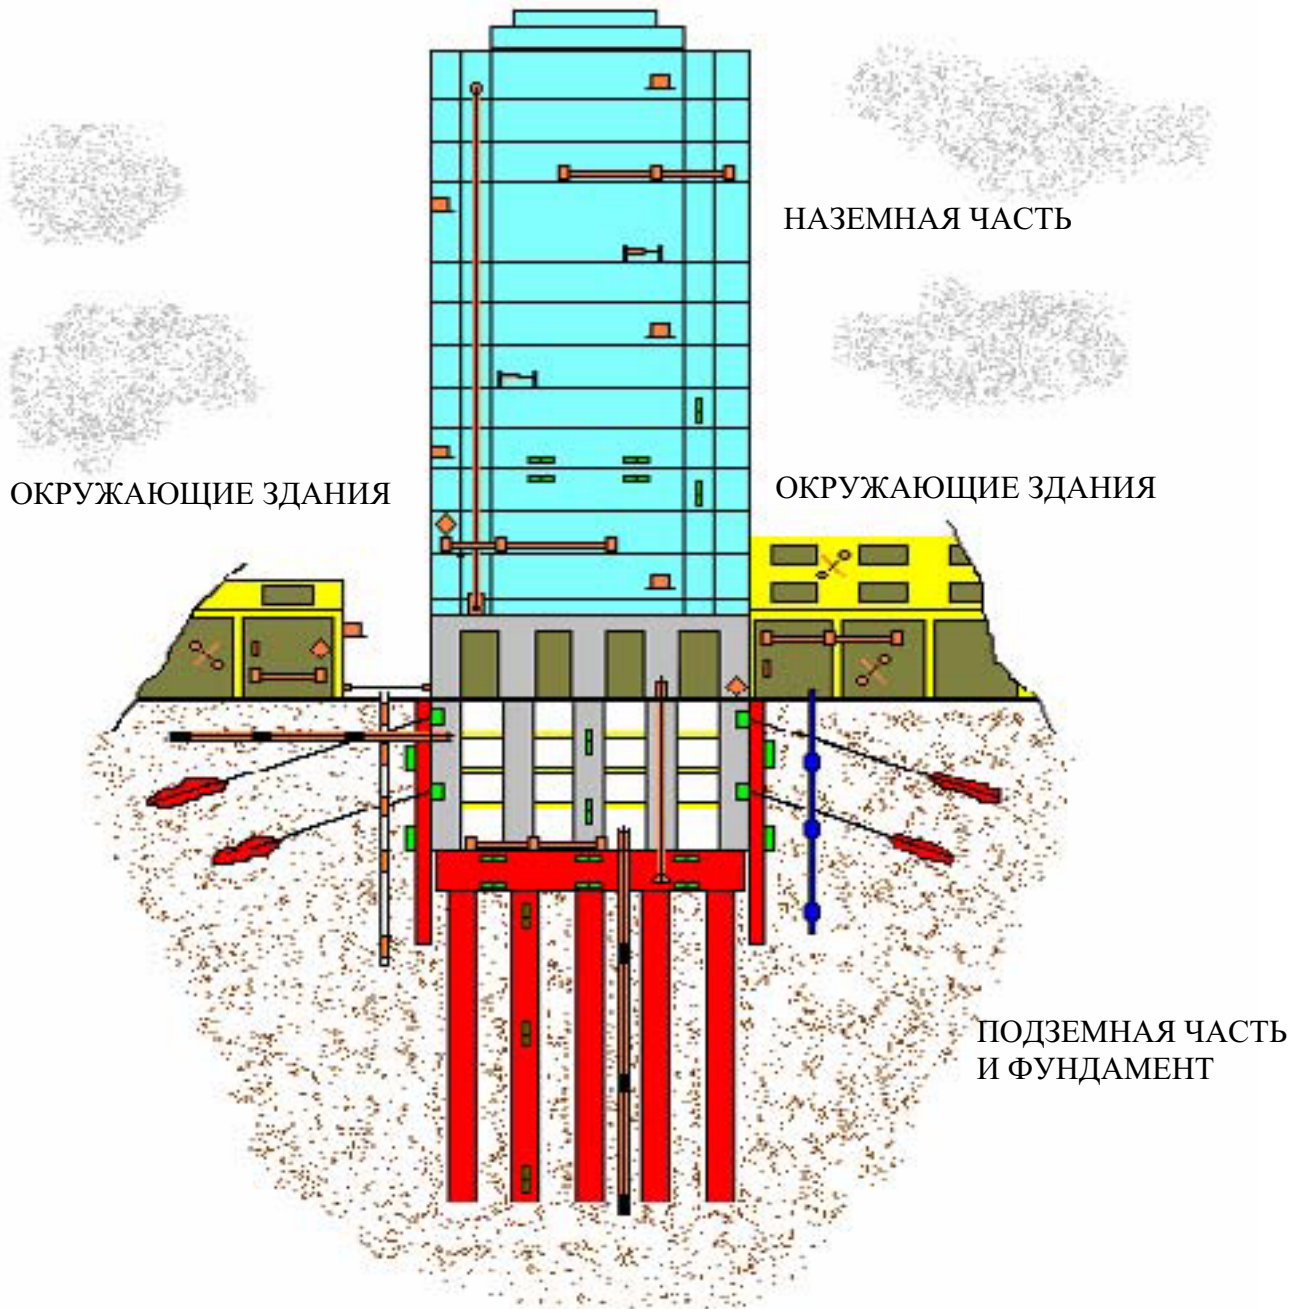 НАЗЕМНАЯ ЧАСТЬ
ОКРУЖАЮЩИЕ ЗДАНИЯ
ОКРУЖАЮЩИЕ ЗДАНИЯ
ПОДЗЕМНАЯ ЧАСТЬ
И ФУНДАМЕНТ